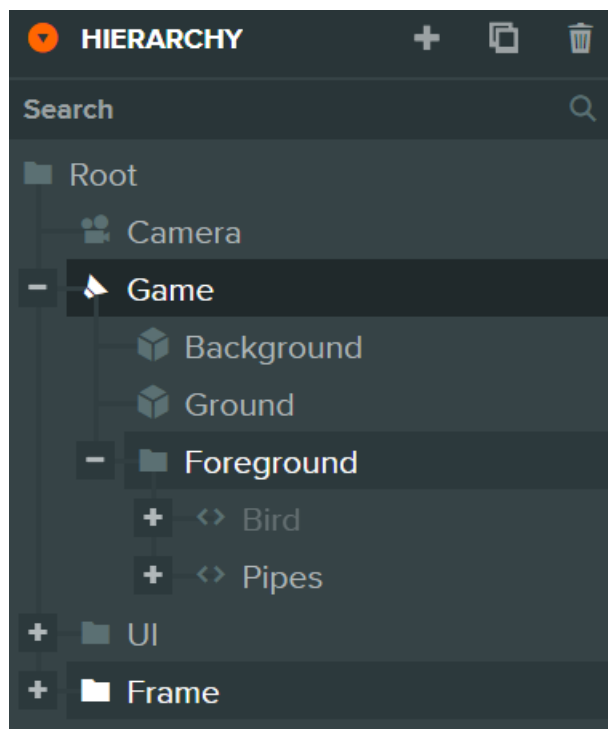 HIERARCHY
Search
Root
Camera
Game
Background
Ground
Foreground
Bird
Pipes
UI
Frame